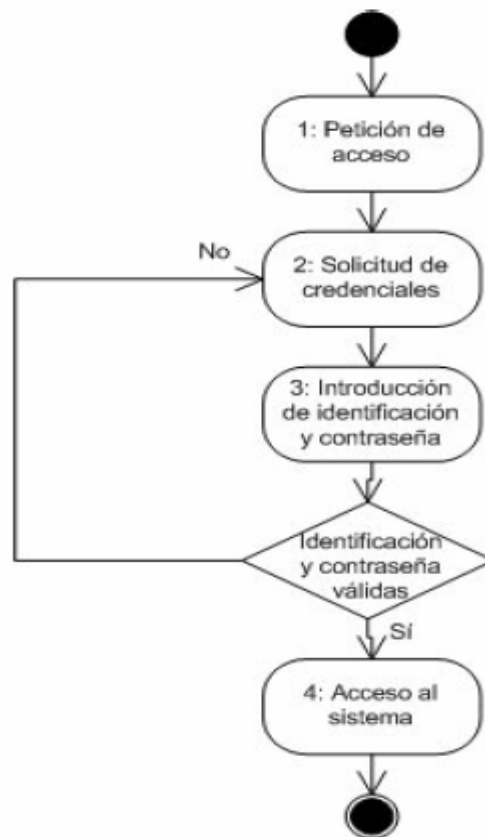 1: Petición de
acceso
No
2: Solicitud de
credenciales
3: Introducción
de identificación
y contraseña
Identificación
y contraseña
válidas
Sí
4: Acceso al
sistema